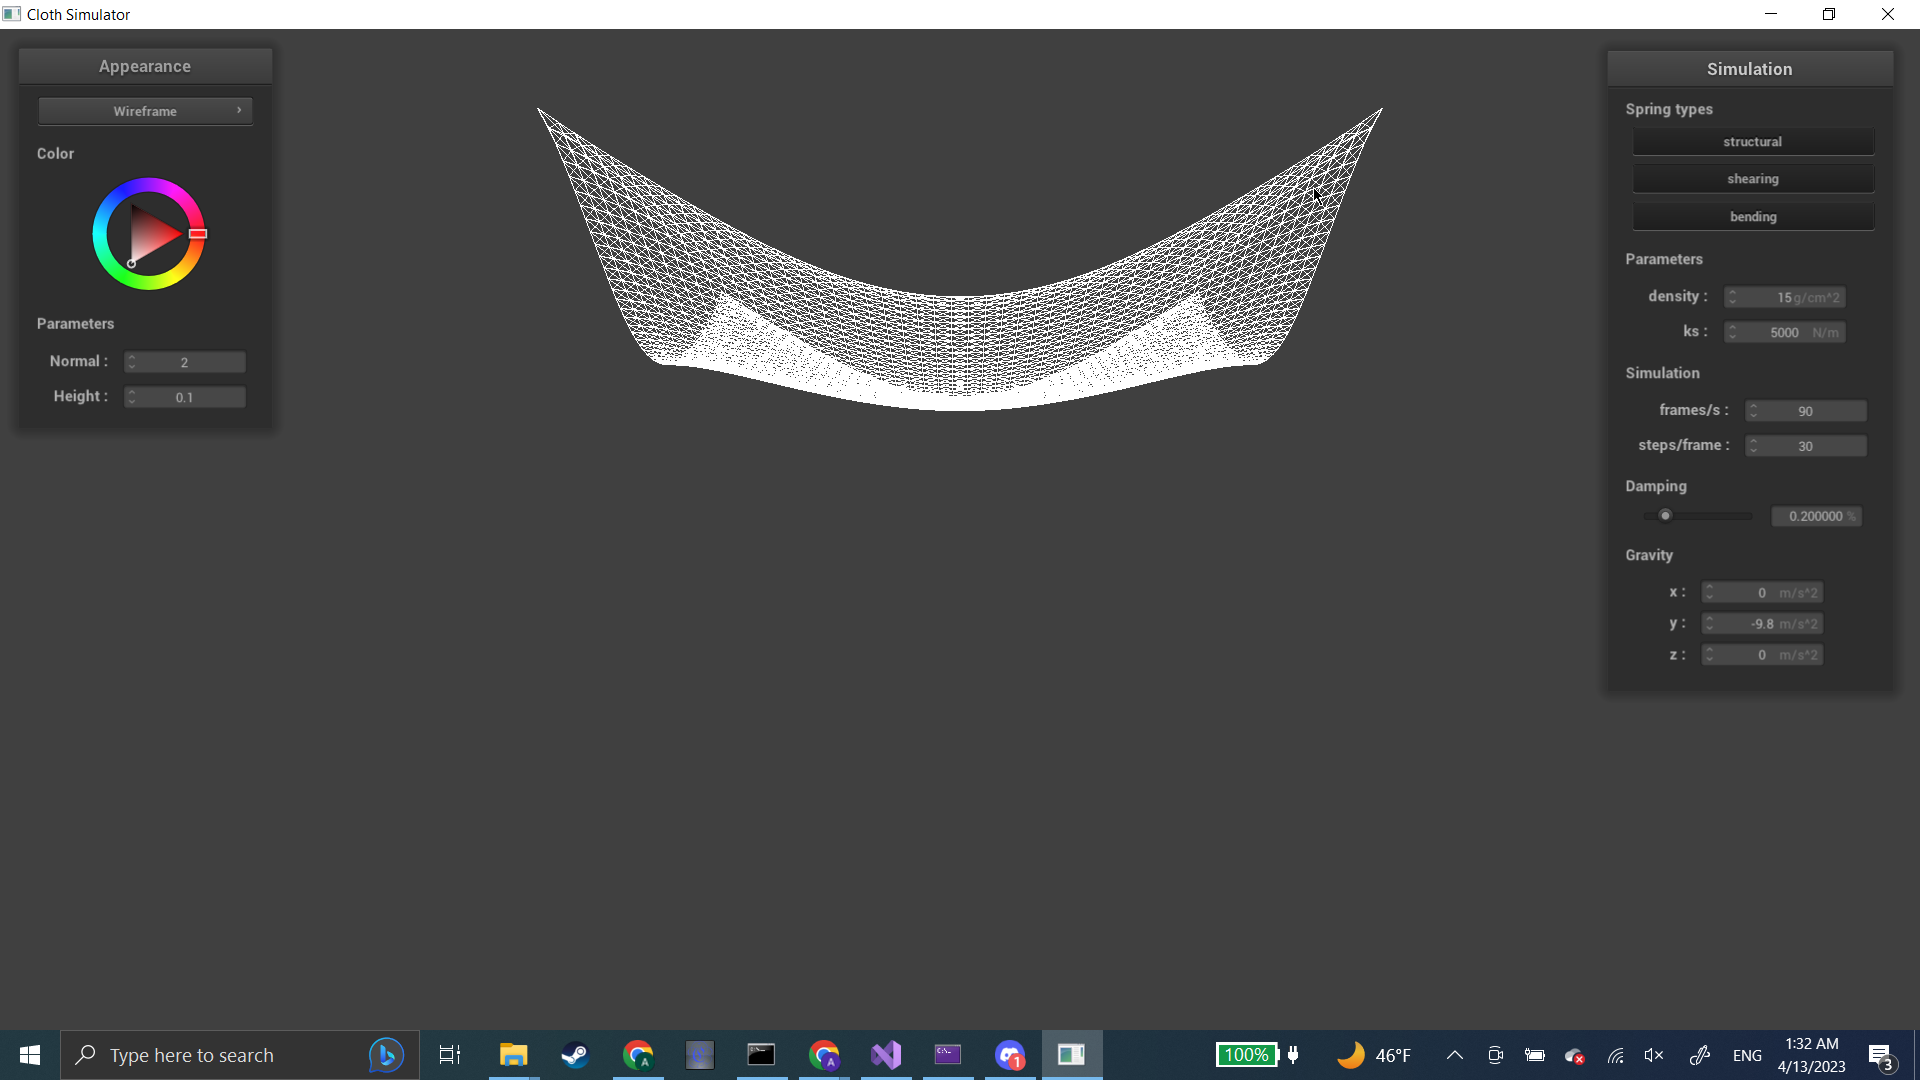 Cloth Simulator
Appearance
Wireframe
Color
Parameters
Normal : 2
Height : 0.1
Simulation
Spring types
structural
shearing
bending
Parameters
density : 15 g/cm^2
ks : 5000 N/m
Simulation
frames/s : 90
steps/frame : 30
Damping
0.200000 %
Gravity
x : 0 m/s^2
y : -9.8 m/s^2
z : 0 m/s^2
Type here to search
A
A
C:\.
C:\.
1
100%
46°F
ENG
1:32 AM
4/13/2023
3